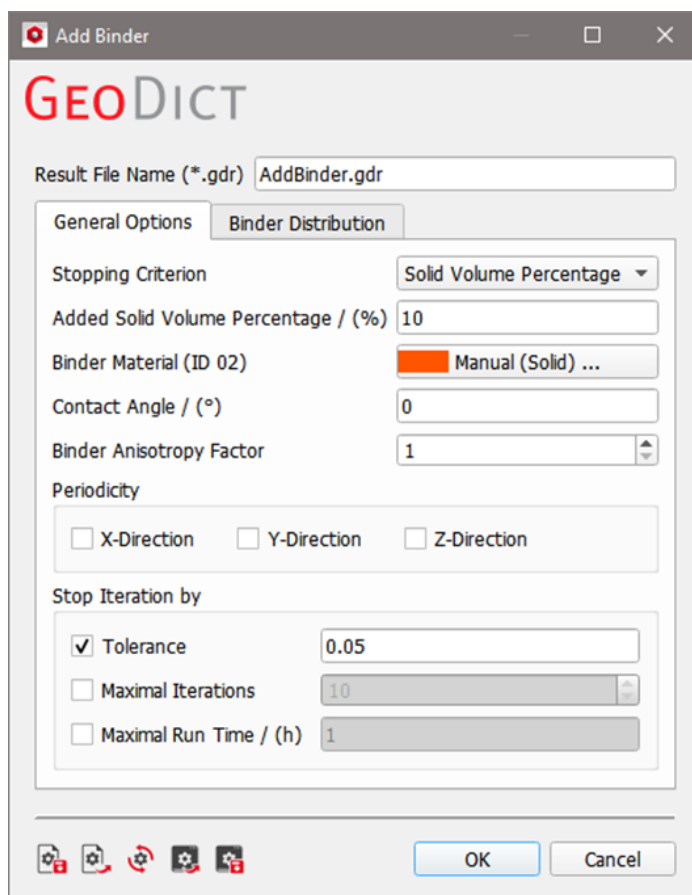 Add Binder
GEODICT
Result File Name (*.gdr) AddBinder.gdr
General Options Binder Distribution
Stopping Criterion Solid Volume Percentage
Added Solid Volume Percentage / (%) 10
Binder Material (ID 02) Manual (Solid) ...
Contact Angle / (°) 0
Binder Anisotropy Factor 1
Periodicity
X-Direction Y-Direction Z-Direction
Stop Iteration by
Tolerance 0.05
Maximal Iterations 10
Maximal Run Time / (h) 1
OK Cancel